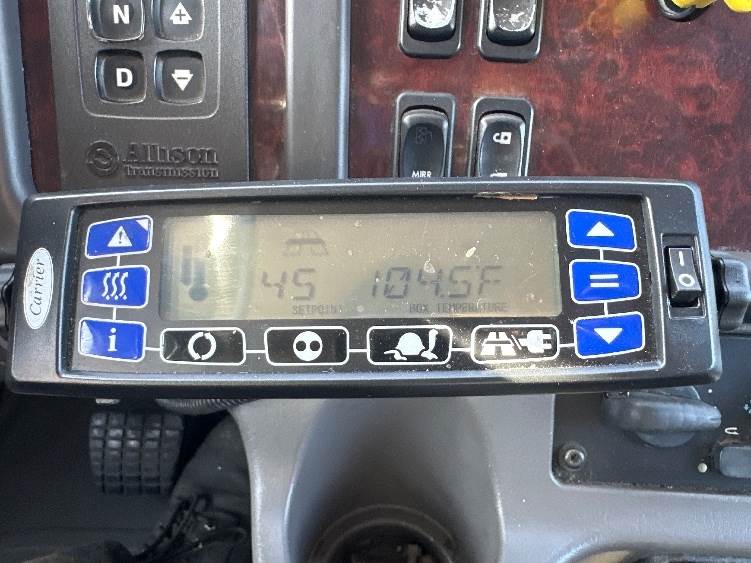 N
D
Allison
Transmission
MIRR
Carrier
45 104.5F
SETPOINT BOX TEMPERATURE
i
I
O